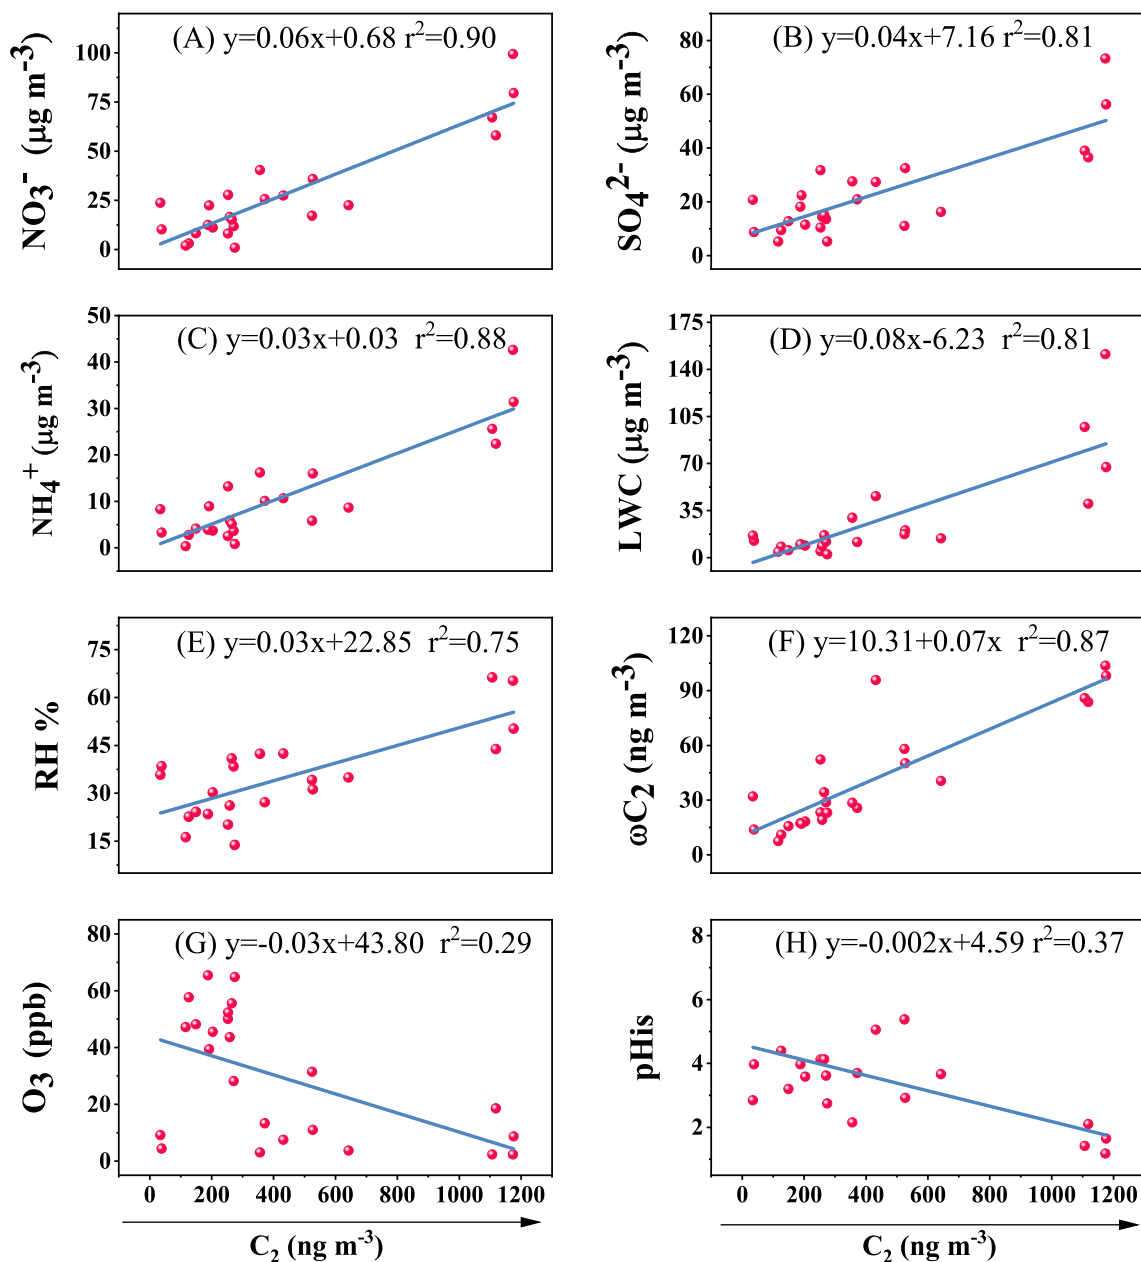 (A) y=0.06x+0.68 r²=0.90
100
75
50
25
0
NO₃⁻ (μg m⁻³)
(B) y=0.04x+7.16 r²=0.81
80
60
40
20
0
SO₄²⁻ (μg m⁻³)
(C) y=0.03x+0.03 r²=0.88
50
40
30
20
10
0
NH₄⁺ (μg m⁻³)
(D) y=0.08x-6.23 r²=0.81
175
140
105
70
35
0
LWC (μg m⁻³)
(E) y=0.03x+22.85 r²=0.75
75
60
45
30
15
RH %
(F) y=10.31+0.07x r²=0.87
120
90
60
30
0
ωC₂ (ng m⁻³)
(G) y=-0.03x+43.80 r²=0.29
80
60
40
20
0
O₃ (ppb)
0 200 400 600 800 1000 1200
C₂ (ng m⁻³)
(H) y=-0.002x+4.59 r²=0.37
8
6
4
2
pHis
0 200 400 600 800 1000 1200
C₂ (ng m⁻³)